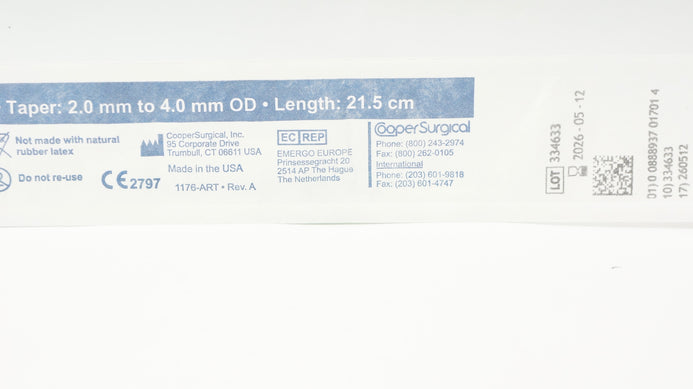 Taper: 2.0 mm to 4.0 mm OD • Length: 21.5 cm
Not made with natural
rubber latex
Do not re-use
CooperSurgical, Inc.
95 Corporate Drive
Trumbull, CT 06611 USA
Made in the USA
CE 2797
1176-ART • Rev. A
EC REP
EMERGO EUROPE
Prinsessegracht 20
2514 AP The Hague
The Netherlands
CooperSurgical
Phone: (800) 243-2974
Fax: (800) 262-0105
International
Phone: (203) 601-9818
Fax: (203) 601-4747
LOT 334633
2026-05-12
01) 0 0888937 01701 4
10) 334633
17) 260512